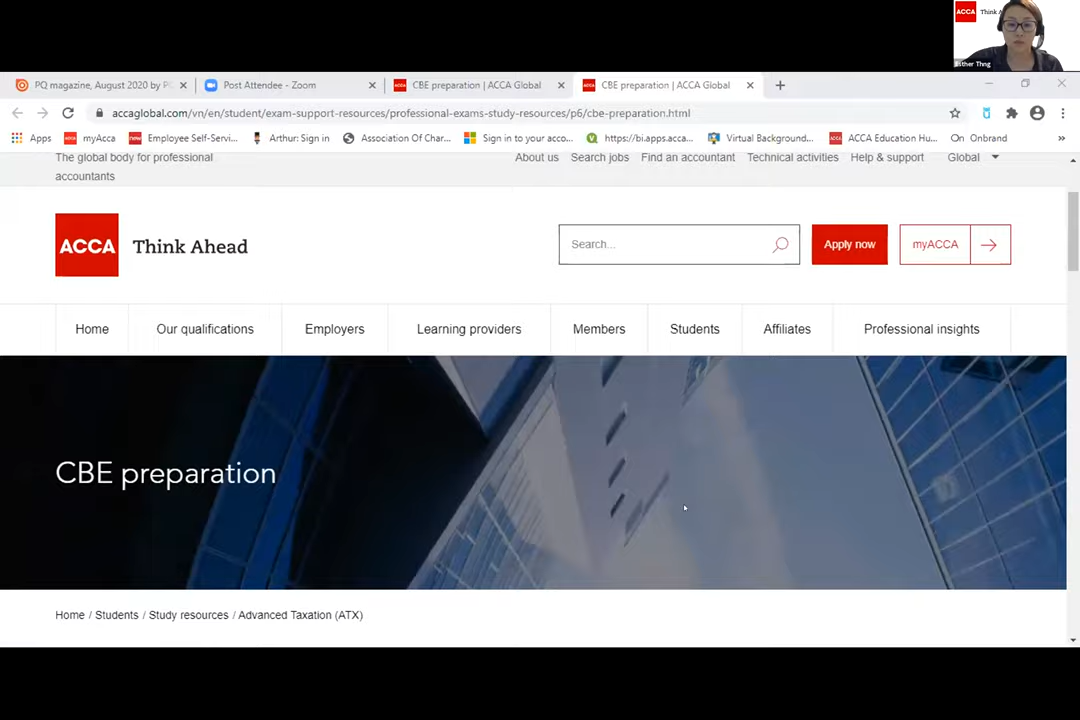 ACCA Think A
Esther Thng
PQ magazine, August 2020 by P
Post Attendee - Zoom
CBE preparation | ACCA Global
CBE preparation | ACCA Global
accaglobal.com/vn/en/student/exam-support-resources/professional-exams-study-resources/p6/cbe-preparation.html
Apps
myAcca
Employee Self-Servi...
Arthur: Sign in
Association Of Char...
Sign in to your acco...
https://bi.apps.acca...
Virtual Background...
ACCA Education Hu...
On Onbrand
The global body for professional
accountants
About us Search jobs Find an accountant Technical activities Help & support Global
ACCA Think Ahead
Search...
Apply now
myACCA
Home Our qualifications Employers Learning providers Members Students Affiliates Professional insights
CBE preparation
Home / Students / Study resources / Advanced Taxation (ATX)